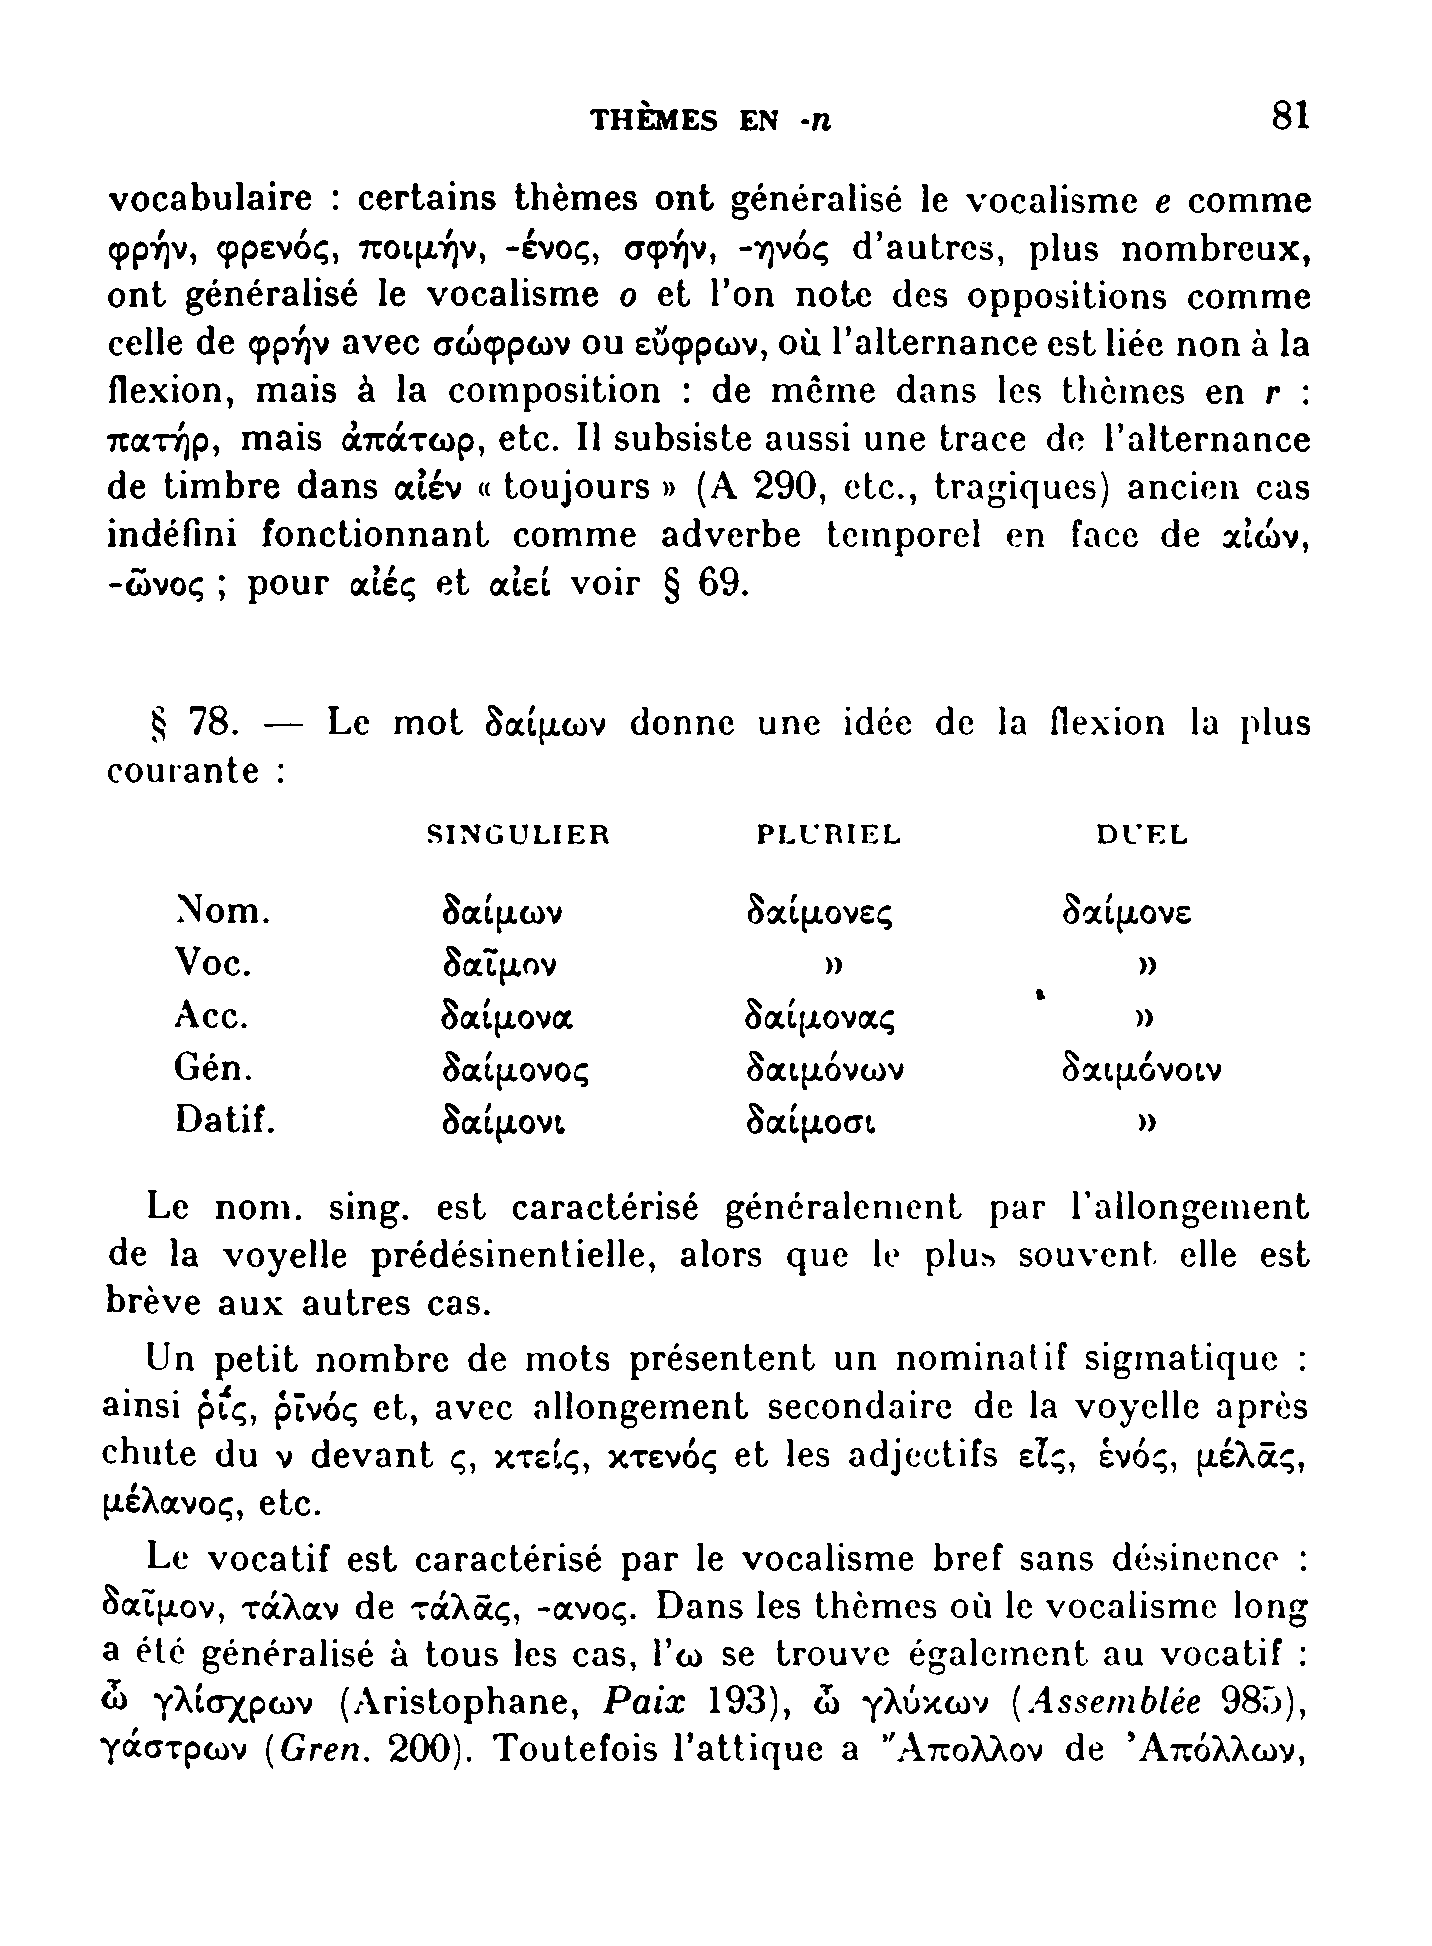 THÈMES EN -n 81
vocabulaire : certains thèmes ont généralisé le vocalisme e comme
φρήν, φρενός, ποιμήν, -ένος, σφήν, -ηνός d'autres, plus nombreux,
ont généralisé le vocalisme o et l'on note des oppositions comme
celle de φρήν avec σώφρων ou εὔφρων, où l'alternance est liée non à la
flexion, mais à la composition : de même dans les thèmes en r :
πατήρ, mais ἀπάτωρ, etc. Il subsiste aussi une trace de l'alternance
de timbre dans αἰέν « toujours » (A 290, etc., tragiques) ancien cas
indéfini fonctionnant comme adverbe temporel en face de αἰών,
-ῶνος ; pour αἰές et αἰεί voir § 69.
§ 78. — Le mot δαίμων donne une idée de la flexion la plus
courante :
SINGULIER PLURIEL DUEL
Nom. δαίμων δαίμονες δαίμονε
Voc. δαῖμον » »
Acc. δαίμονα δαίμονας »
Gén. δαίμονος δαιμόνων δαιμόνοιν
Datif. δαίμονι δαίμοσι »
Le nom. sing. est caractérisé généralement par l'allongement
de la voyelle prédésinentielle, alors que le plus souvent elle est
brève aux autres cas.
Un petit nombre de mots présentent un nominatif sigmatique :
ainsi ῥῑ́ς, ῥῑνός et, avec allongement secondaire de la voyelle après
chute du ν devant ς, κτείς, κτενός et les adjectifs εἷς, ἑνός, μέλᾱς,
μέλανος, etc.
Le vocatif est caractérisé par le vocalisme bref sans désinence :
δαῖμον, τάλαν de τάλᾱς, -ανος. Dans les thèmes où le vocalisme long
a été généralisé à tous les cas, l'ω se trouve également au vocatif :
ὦ γλίσχρων (Aristophane, Paix 193), ὦ γλύκων (Assemblée 985),
γάστρων (Gren. 200). Toutefois l'attique a Ἄπολλον de Ἀπόλλων,